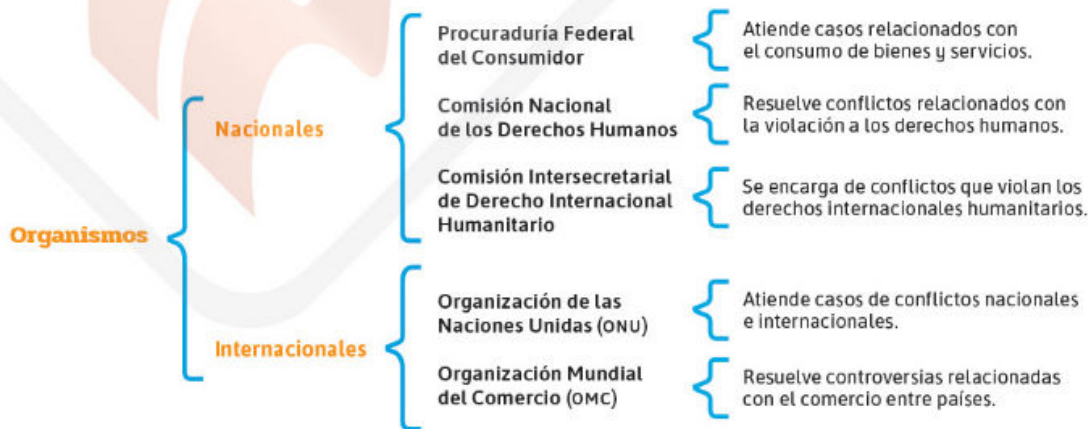 Organismos
Nacionales
Procuraduría Federal
del Consumidor
Atiende casos relacionados con
el consumo de bienes y servicios.
Comisión Nacional
de los Derechos Humanos
Resuelve conflictos relacionados con
la violación a los derechos humanos.
Comisión Intersecretarial
de Derecho Internacional
Humanitario
Se encarga de conflictos que violan los
derechos internacionales humanitarios.
Internacionales
Organización de las
Naciones Unidas (ONU)
Atiende casos de conflictos nacionales
e internacionales.
Organización Mundial
del Comercio (OMC)
Resuelve controversias relacionadas
con el comercio entre países.